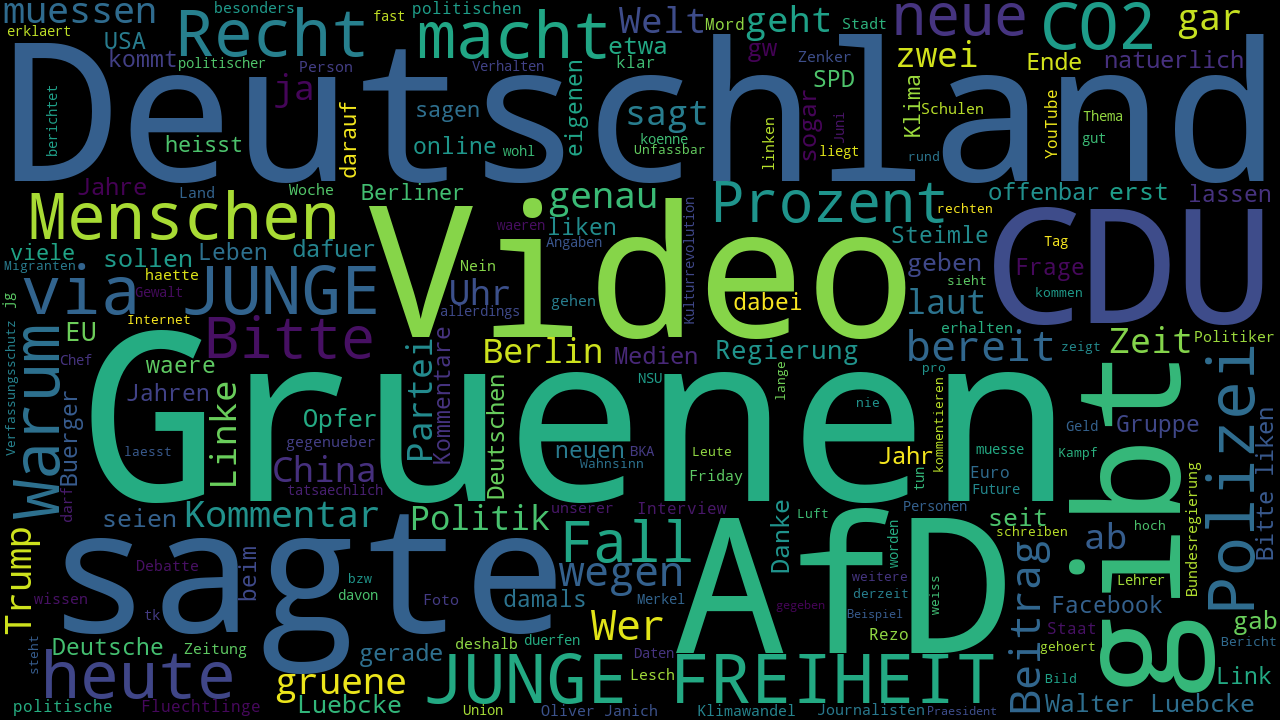 muessen
besonders
fast
politischen
Welt
Mord
geht
Stadt
neue
CO2
gar
erklaert
USA
Recht
macht
etwa
gw
zwei
Ende
natuerlich
kommt
politischer
Person
Verhalten
klar
Zenker
SPD
Deutschland
berichtet
ja
darauf
sagen
eigenen
sagt
sogar
Juni
Klima
Schulen
YouTube
Thema
heisst
online
wohl
koenne
Unfassbar
linken
liegt
rund
gut
Jahre
Land
Woche
Berliner
genau
Prozent
offenbar
erst
lassen
Menschen
waeren
liken
Kulturrevolution
rechten
viele
sollen
Leben
dafuer
Video
Angaben
Steimle
CDU
Tag
Migranten
haette
Nein
geben
Frage
sieht
jg
via
Gewalt
JUNGE
Uhr
gehen
dabei
laut
kommen
Internet
allerdings
Verfassungsschutz
Warum
EU
Bitte
Partei
Kommentare
Berlin
Medien
Regierung
erhalten
bereit
zeigt
Zeit
Politiker
Chef
waere
Gruenen
NSU
lange
pro
Buerger
Jahren
Linke
Opfer
Deutschen
nie
kommentieren
gibt
Polizei
Bitte liken
laesst
gegenueber
neuen
BKA
Leute
Jahr
muesse
Geld
Gruppe
darf
China
Wahnsinn
Friday
tun
Euro
Kampf
tatsaechlich
Future
Bundesregierung
seien
Kommentar
Politik
unserer
Interview
Danke
Luft
Personen
seit
schreiben
Trump
sagte
Fall
AfD
worden
ab
hoch
Debatte
beim
bzw
wegen
weitere
Beitrag
Lehrer
wissen
davon
Foto
damals
Merkel
derzeit
weiss
Facebook
tk
gegeben
Beispiel
Wer
Rezo
Staat
gab
steht
Deutsche
Zeitung
gerade
deshalb
duerfen
Daten
gehoert
Bericht
heute
gruene
JUNGE FREIHEIT
Lesch
Bild
Link
politische
Fluechtlinge
Luebcke
Union
Oliver Janich
Klimawandel
Journalisten
Praesident
Walter Luebcke